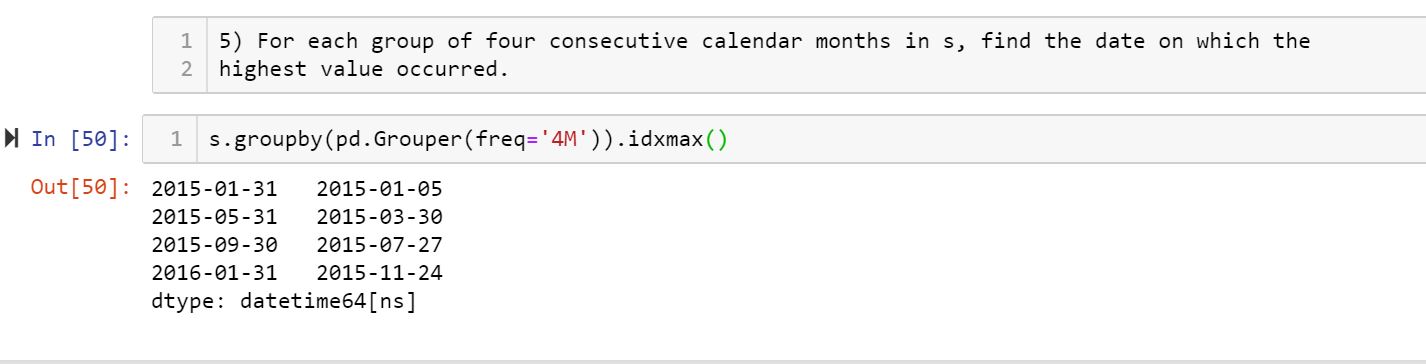 1 5) For each group of four consecutive calendar months in s, find the date on which the
2 highest value occurred.
In [50]: 1 s.groupby(pd.Grouper(freq='4M')).idxmax()
Out[50]: 2015-01-31   2015-01-05
2015-05-31   2015-03-30
2015-09-30   2015-07-27
2016-01-31   2015-11-24
dtype: datetime64[ns]